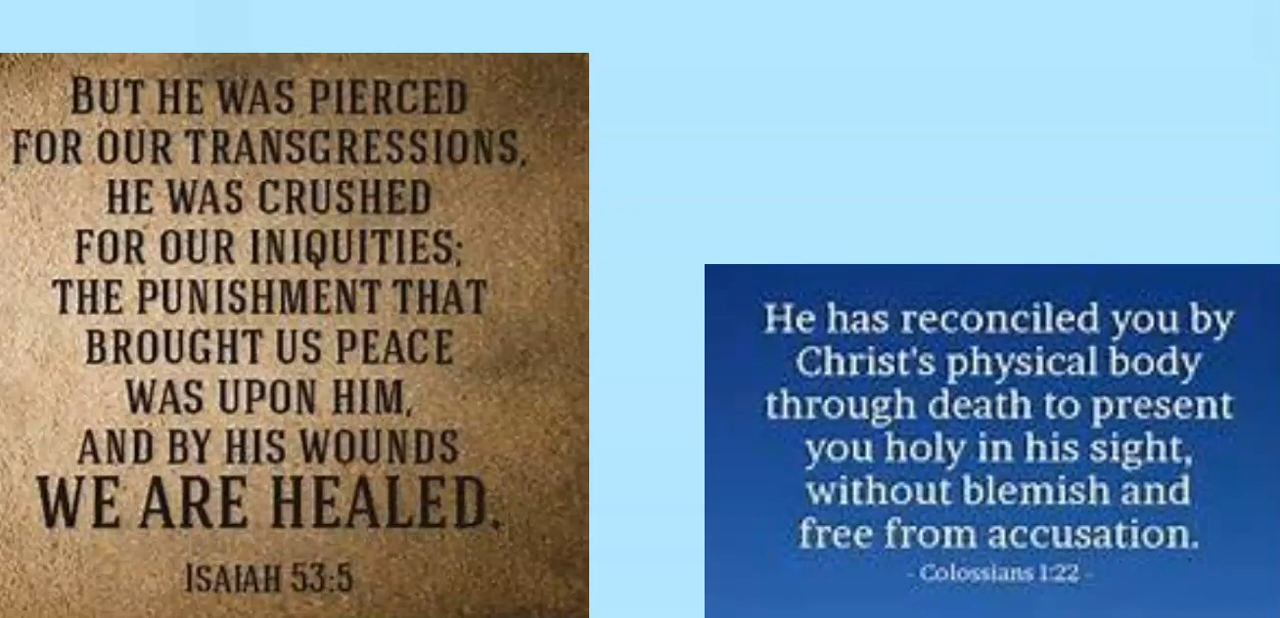 BUT HE WAS PIERCED
FOR OUR TRANSGRESSIONS,
HE WAS CRUSHED
FOR OUR INIQUITIES;
THE PUNISHMENT THAT
BROUGHT US PEACE
WAS UPON HIM,
AND BY HIS WOUNDS
WE ARE HEALED.
ISAIAH 53:5
He has reconciled you by
Christ's physical body
through death to present
you holy in his sight,
without blemish and
free from accusation.
- Colossians 1:22 -